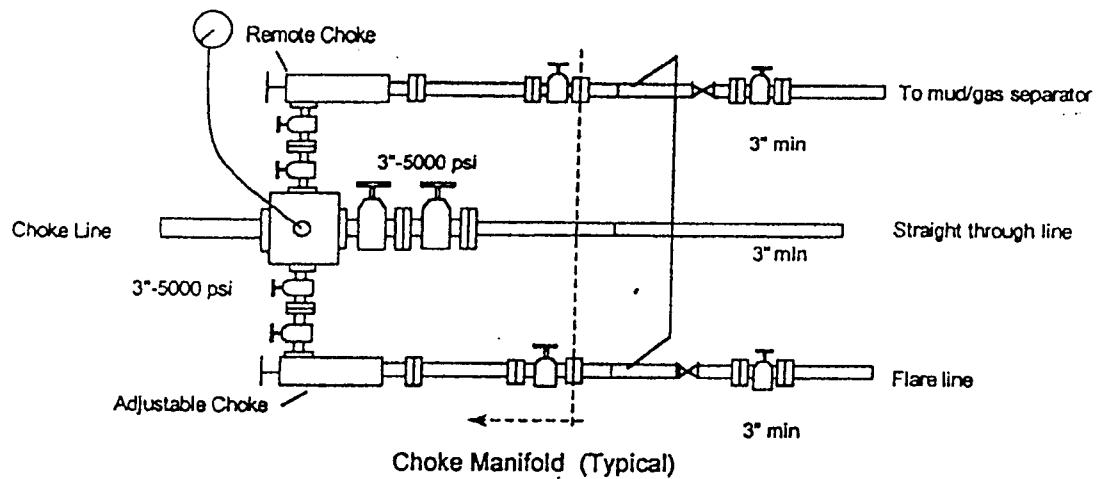 Remote Choke
To mud/gas separator
3" min
3"-5000 psi
Choke Line
Straight through line
3" min
3"-5000 psi
Adjustable Choke
Flare line
3" min
Choke Manifold (Typical)